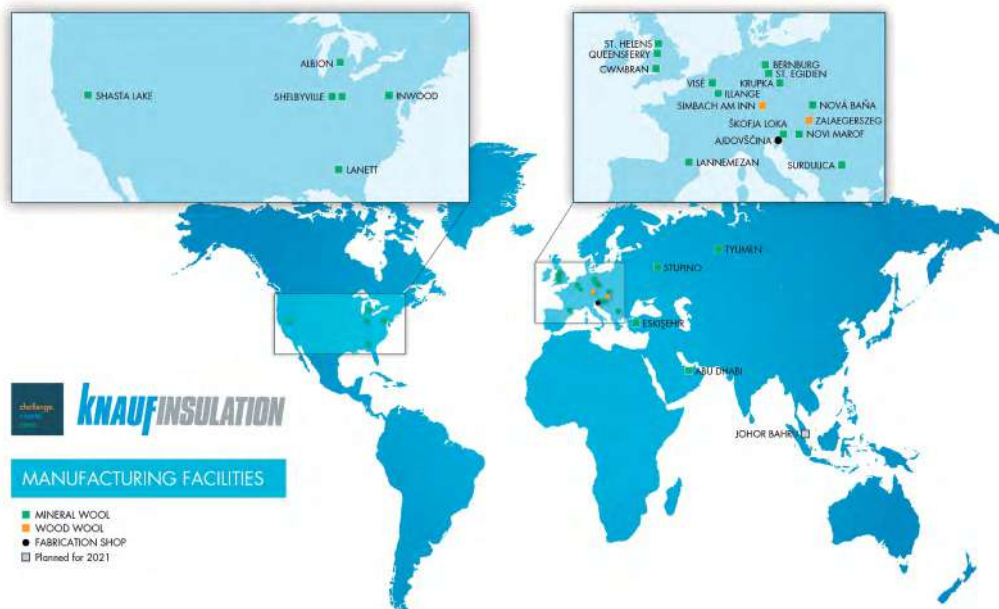 ALBION
SHASTA LAKE
SHELBYVILLE
INWOOD
LANETT
ST. HELENS
QUEENSFERRY
CWMBRAN
BERNBURG
ST. EGIDIEN
VISÉ
KRUPKA
ILLANGE
SIMBACH AM INN
NOVÁ BAŇA
ZALAEGERSZEG
ŠKOFJA LOKA
NOVI MAROF
AJDOVŠČINA
LANNEMEZAN
SURDULICA
TYUMEN
STUPINO
ESKIŞEHIR
ABU DHABI
JOHOR BAHRU
challenge.
KNAUFINSULATION
MANUFACTURING FACILITIES
MINERAL WOOL
WOOD WOOL
FABRICATION SHOP
Planned for 2021